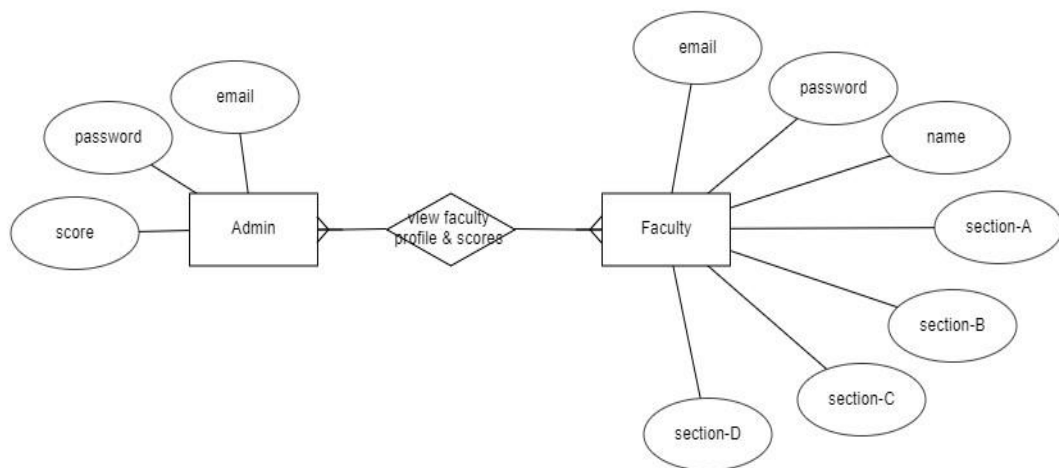 email
password
score
Admin
view faculty
profile & scores
email
password
name
Faculty
section-A
section-B
section-C
section-D